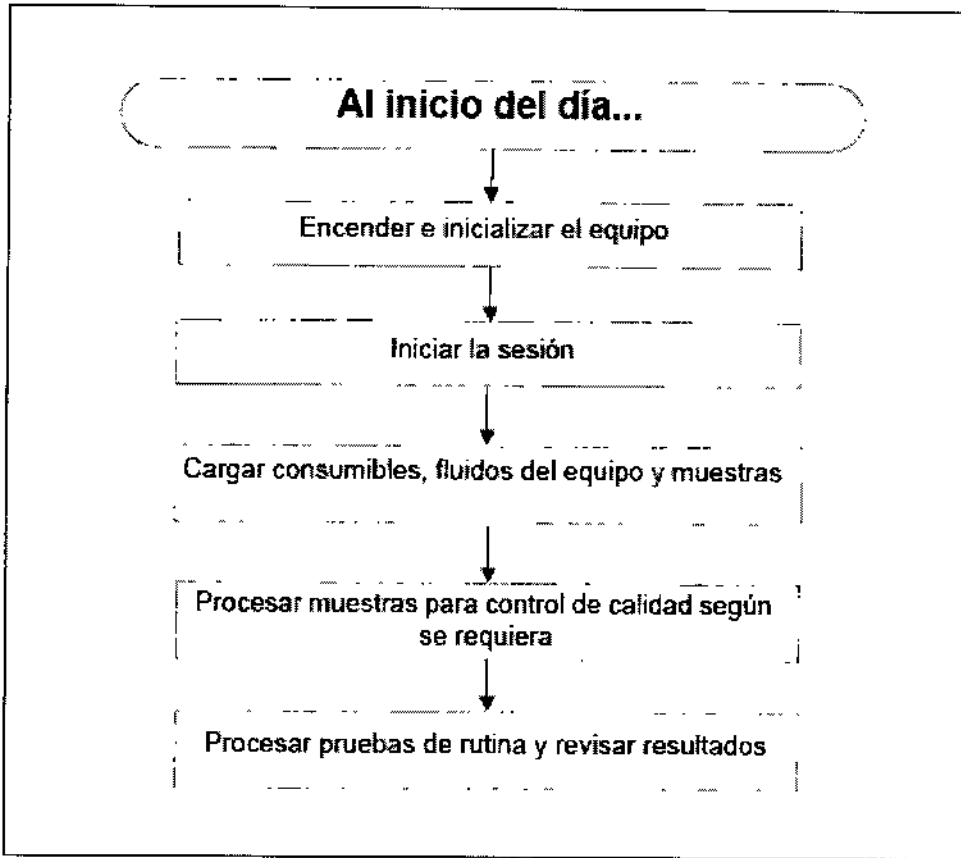 Al inicio del día...
Encender e inicializar el equipo
Iniciar la sesión
Cargar consumibles, fluidos del equipo y muestras
Procesar muestras para control de calidad según
se requiera
Procesar pruebas de rutina y revisar resultados